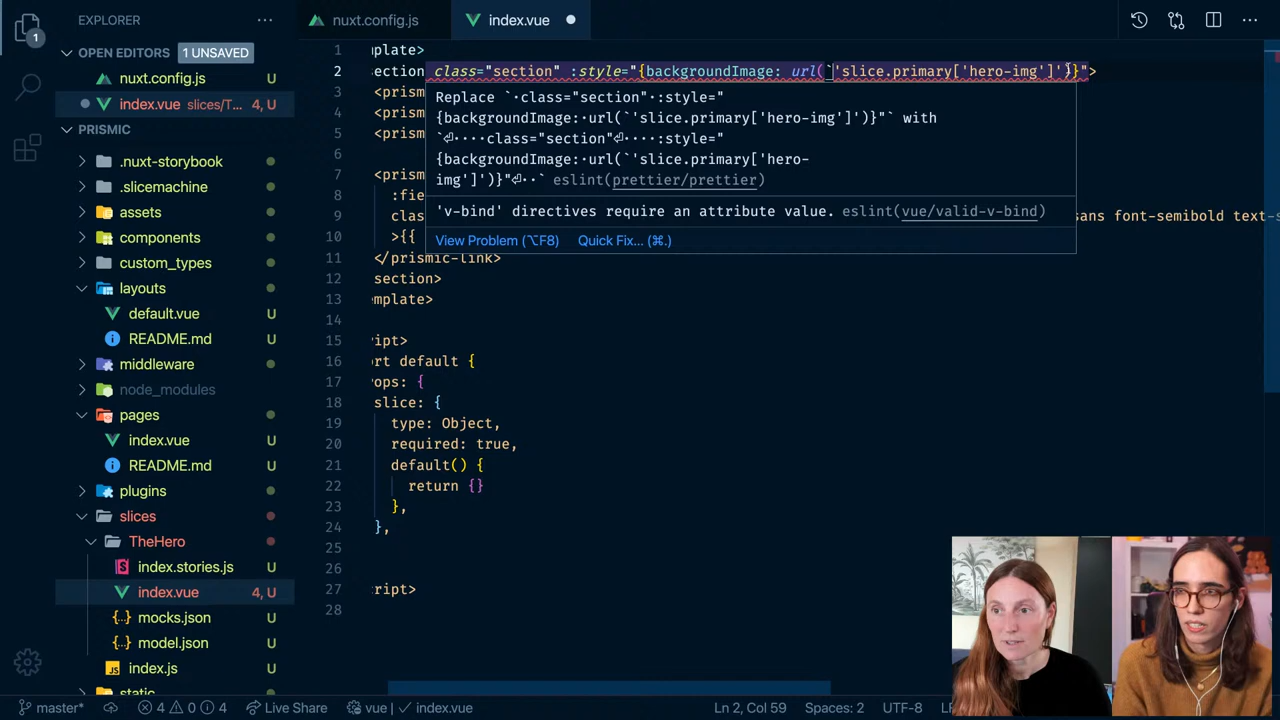 EXPLORER
nuxt.config.js
index.vue
OPEN EDITORS
1 UNSAVED
nuxt.config.js
U
index.vue slices/T... 4, U
PRISMIC
.nuxt-storybook
.slicemachine
assets
components
custom_types
layouts
default.vue U
README.md U
middleware
node_modules
pages
index.vue U
README.md U
plugins
slices
TheHero
index.stories.js U
index.vue 4, U
mocks.json U
model.json U
index.js U
static
1 mplate>
2 section class="section" :style="{backgroundImage: url(`'slice.primary['hero-img']')}">
3 <prism
4 <prism
5 <prism
6
7 <prism
8 :fie
9 clas sans font-semibold text-s
10 >{{
11 </prismic-link>
12 section>
13 mplate>
14
15 ript>
16 rt default {
17 ops: {
18 slice: {
19 type: Object,
20 required: true,
21 default() {
22 return {}
23 },
24 },
25
26
27 cript>
28
Replace `·class="section"·:style="
{backgroundImage:·url(`'slice.primary['hero-img']')}"` with
`⏎····class="section"⏎····:style="
{backgroundImage:·url(`'slice.primary['hero-
img']')}"⏎··` eslint(prettier/prettier)
'v-bind' directives require an attribute value. eslint(vue/valid-v-bind)
View Problem (⌥F8) Quick Fix... (⌘.)
1
master* 4 0 4 Live Share vue | ✓ index.vue Ln 2, Col 59 Spaces: 2 UTF-8